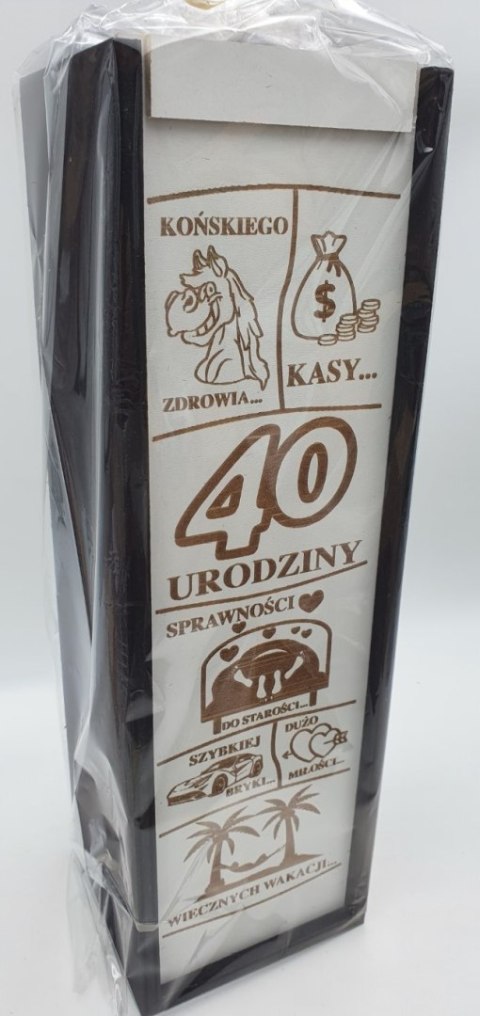 KOŃSKIEGO
ZDROWIA...
$
KASY...
40
URODZINY
SPRAWNOŚCI
DO STAROŚCI...
SZYBKIEJ
BRYKI...
DUŻO
MIŁOŚCI...
WIECZNYCH WAKACJI...